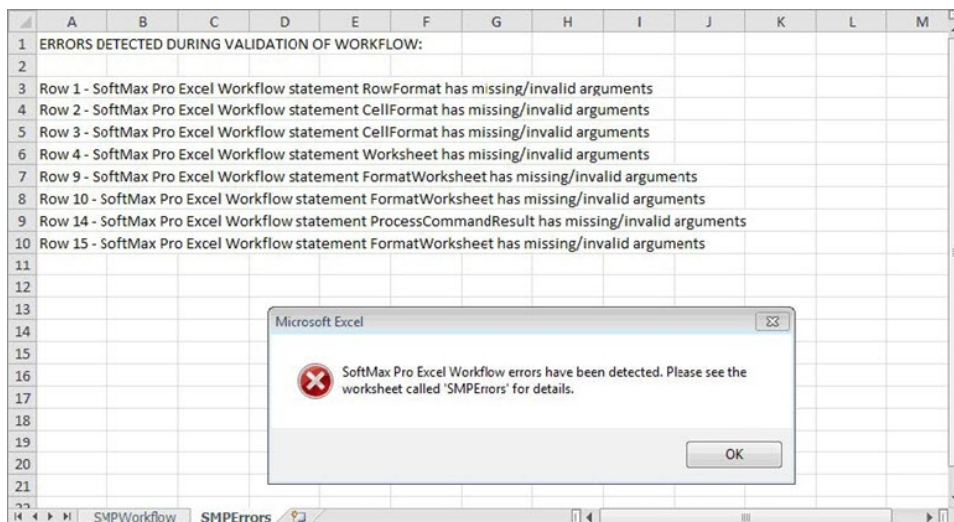 A B C D E F G H I J K L M
1 ERRORS DETECTED DURING VALIDATION OF WORKFLOW:
2
3 Row 1 - SoftMax Pro Excel Workflow statement RowFormat has missing/invalid arguments
4 Row 2 - SoftMax Pro Excel Workflow statement CellFormat has missing/invalid arguments
5 Row 3 - SoftMax Pro Excel Workflow statement CellFormat has missing/invalid arguments
6 Row 4 - SoftMax Pro Excel Workflow statement Worksheet has missing/invalid arguments
7 Row 9 - SoftMax Pro Excel Workflow statement FormatWorksheet has missing/invalid arguments
8 Row 10 - SoftMax Pro Excel Workflow statement FormatWorksheet has missing/invalid arguments
9 Row 14 - SoftMax Pro Excel Workflow statement ProcessCommandResult has missing/invalid arguments
10 Row 15 - SoftMax Pro Excel Workflow statement FormatWorksheet has missing/invalid arguments
11
12
13
14
15
16
17
18
19
20
21
22
Microsoft Excel
SoftMax Pro Excel Workflow errors have been detected. Please see the
worksheet called 'SMPErrors' for details.
OK
SMPWorkflow SMPErrors